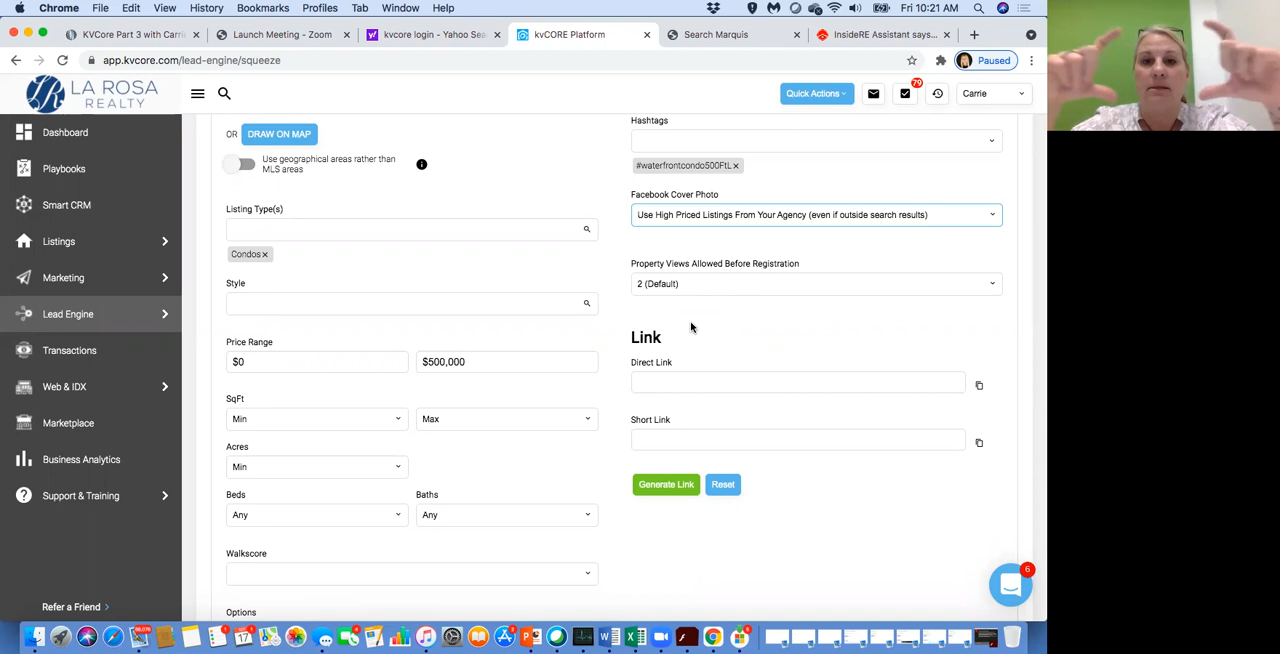 Chrome File Edit View History Bookmarks Profiles Tab Window Help
Fri 10:21 AM
KVCore Part 3 with Carrie
Launch Meeting - Zoom
kvcore login - Yahoo Sea
kvCORE Platform
Search Marquis
InsideRE Assistant says...
app.kvcore.com/lead-engine/squeeze
Paused
LR LA ROSA
REALTY
Quick Actions
79
Carrie
Dashboard
Playbooks
Smart CRM
Listings
Marketing
Lead Engine
Transactions
Web & IDX
Marketplace
Business Analytics
Support & Training
Refer a Friend
OR DRAW ON MAP
Use geographical areas rather than
MLS areas
Listing Type(s)
Condos
Style
Price Range
$0 $500,000
SqFt
Min Max
Acres
Min
Beds Baths
Any Any
Walkscore
Options
Hashtags
#waterfrontcondo500FtL
Facebook Cover Photo
Use High Priced Listings From Your Agency (even if outside search results)
Property Views Allowed Before Registration
2 (Default)
Link
Direct Link
Short Link
Generate Link Reset
6